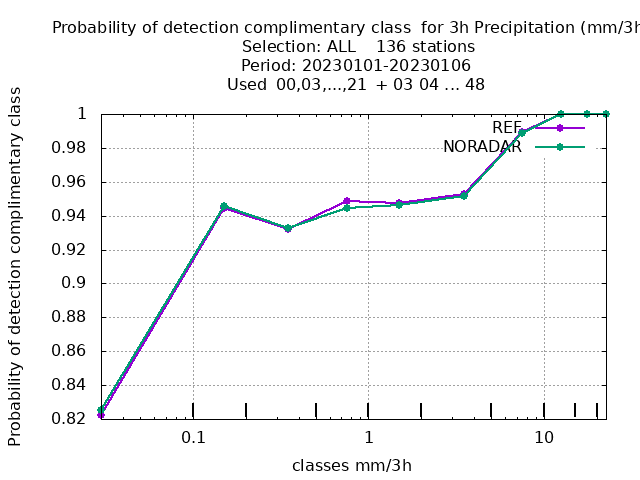 Probability of detection complimentary class  for 3h Precipitation (mm/3h
Selection: ALL    136 stations
Period: 20230101-20230106
Used  00,03,...,21  + 03 04 ... 48
Probability of detection complimentary class
1
0.98
0.96
0.94
0.92
0.9
0.88
0.86
0.84
0.82
REF
NORADAR
0.1
1
10
classes mm/3h